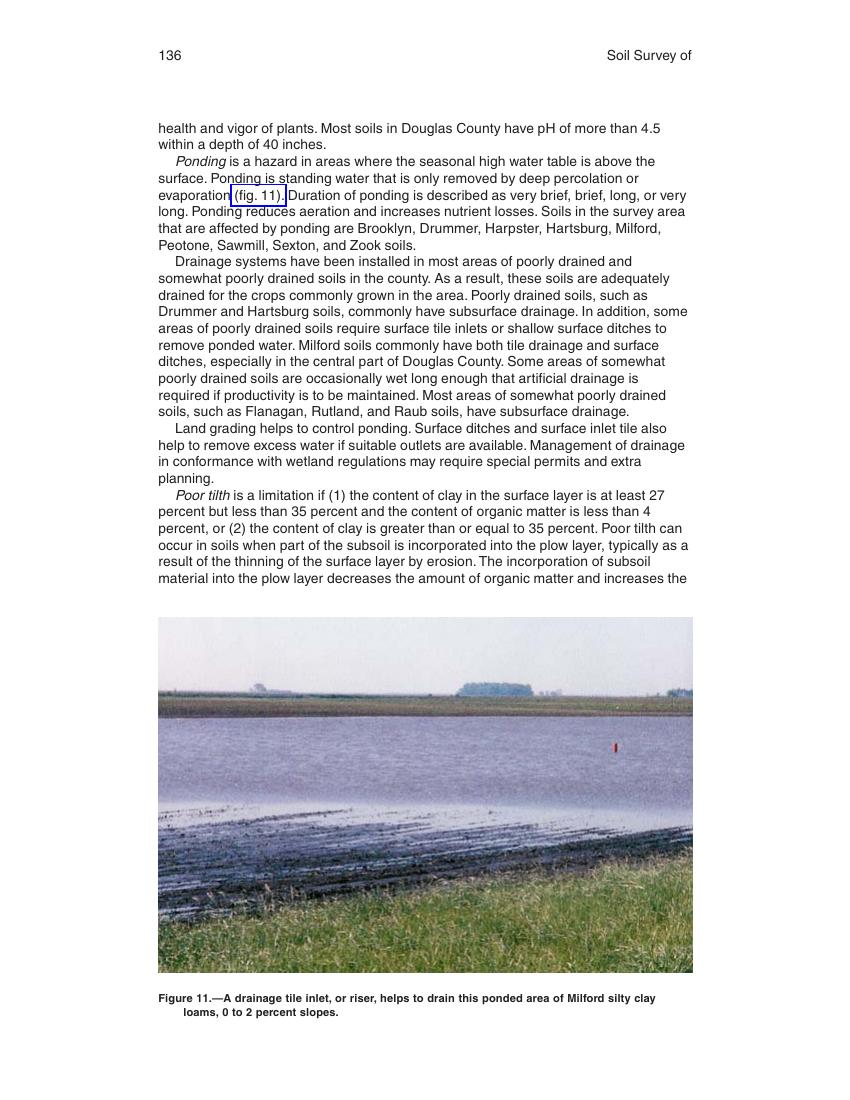 136
Soil Survey of
health and vigor of plants. Most soils in Douglas County have pH of more than 4.5
within a depth of 40 inches.
Ponding is a hazard in areas where the seasonal high water table is above the
surface. Ponding is standing water that is only removed by deep percolation or
evaporation (fig. 11). Duration of ponding is described as very brief, brief, long, or very
long. Ponding reduces aeration and increases nutrient losses. Soils in the survey area
that are affected by ponding are Brooklyn, Drummer, Harpster, Hartsburg, Milford,
Peotone, Sawmill, Sexton, and Zook soils.
Drainage systems have been installed in most areas of poorly drained and
somewhat poorly drained soils in the county. As a result, these soils are adequately
drained for the crops commonly grown in the area. Poorly drained soils, such as
Drummer and Hartsburg soils, commonly have subsurface drainage. In addition, some
areas of poorly drained soils require surface tile inlets or shallow surface ditches to
remove ponded water. Milford soils commonly have both tile drainage and surface
ditches, especially in the central part of Douglas County. Some areas of somewhat
poorly drained soils are occasionally wet long enough that artificial drainage is
required if productivity is to be maintained. Most areas of somewhat poorly drained
soils, such as Flanagan, Rutland, and Raub soils, have subsurface drainage.
Land grading helps to control ponding. Surface ditches and surface inlet tile also
help to remove excess water if suitable outlets are available. Management of drainage
in conformance with wetland regulations may require special permits and extra
planning.
Poor tilth is a limitation if (1) the content of clay in the surface layer is at least 27
percent but less than 35 percent and the content of organic matter is less than 4
percent, or (2) the content of clay is greater than or equal to 35 percent. Poor tilth can
occur in soils when part of the subsoil is incorporated into the plow layer, typically as a
result of the thinning of the surface layer by erosion. The incorporation of subsoil
material into the plow layer decreases the amount of organic matter and increases the
Figure 11.—A drainage tile inlet, or riser, helps to drain this ponded area of Milford silty clay
loams, 0 to 2 percent slopes.